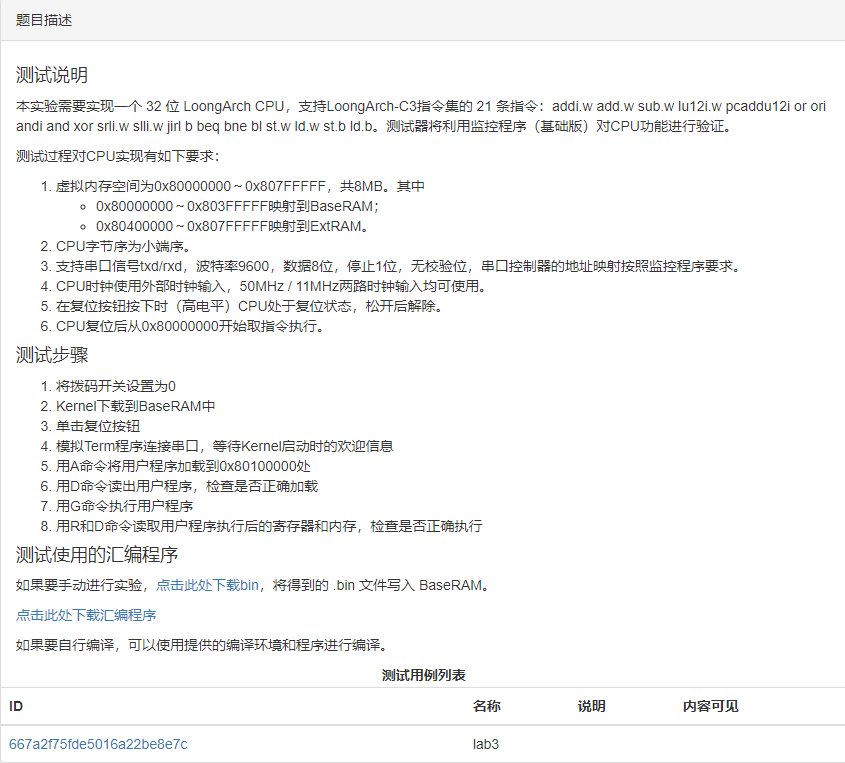 题目描述
测试说明
本实验需要实现一个 32 位 LoongArch CPU，支持LoongArch-C3指令集的 21 条指令：addi.w add.w sub.w lu12i.w pcaddu12i or ori
andi and xor srli.w slli.w jirl b beq bne bl st.w ld.w st.b ld.b。测试器将利用监控程序（基础版）对CPU功能进行验证。
测试过程对CPU实现有如下要求：
1. 虚拟内存空间为0x80000000～0x807FFFFF，共8MB。其中
◦ 0x80000000～0x803FFFFF映射到BaseRAM；
◦ 0x80400000～0x807FFFFF映射到ExtRAM。
2. CPU字节序为小端序。
3. 支持串口信号txd/rxd，波特率9600，数据8位，停止1位，无校验位，串口控制器的地址映射按照监控程序要求。
4. CPU时钟使用外部时钟输入，50MHz / 11MHz两路时钟输入均可使用。
5. 在复位按钮按下时（高电平）CPU处于复位状态，松开后解除。
6. CPU复位后从0x80000000开始取指令执行。
测试步骤
1. 将拨码开关设置为0
2. Kernel下载到BaseRAM中
3. 单击复位按钮
4. 模拟Term程序连接串口，等待Kernel启动时的欢迎信息
5. 用A命令将用户程序加载到0x80100000处
6. 用D命令读出用户程序，检查是否正确加载
7. 用G命令执行用户程序
8. 用R和D命令读取用户程序执行后的寄存器和内存，检查是否正确执行
测试使用的汇编程序
如果要手动进行实验，点击此处下载bin，将得到的 .bin 文件写入 BaseRAM。
点击此处下载汇编程序
如果要自行编译，可以使用提供的编译环境和程序进行编译。
测试用例列表
ID 名称 说明 内容可见
667a2f75fde5016a22be8e7c lab3